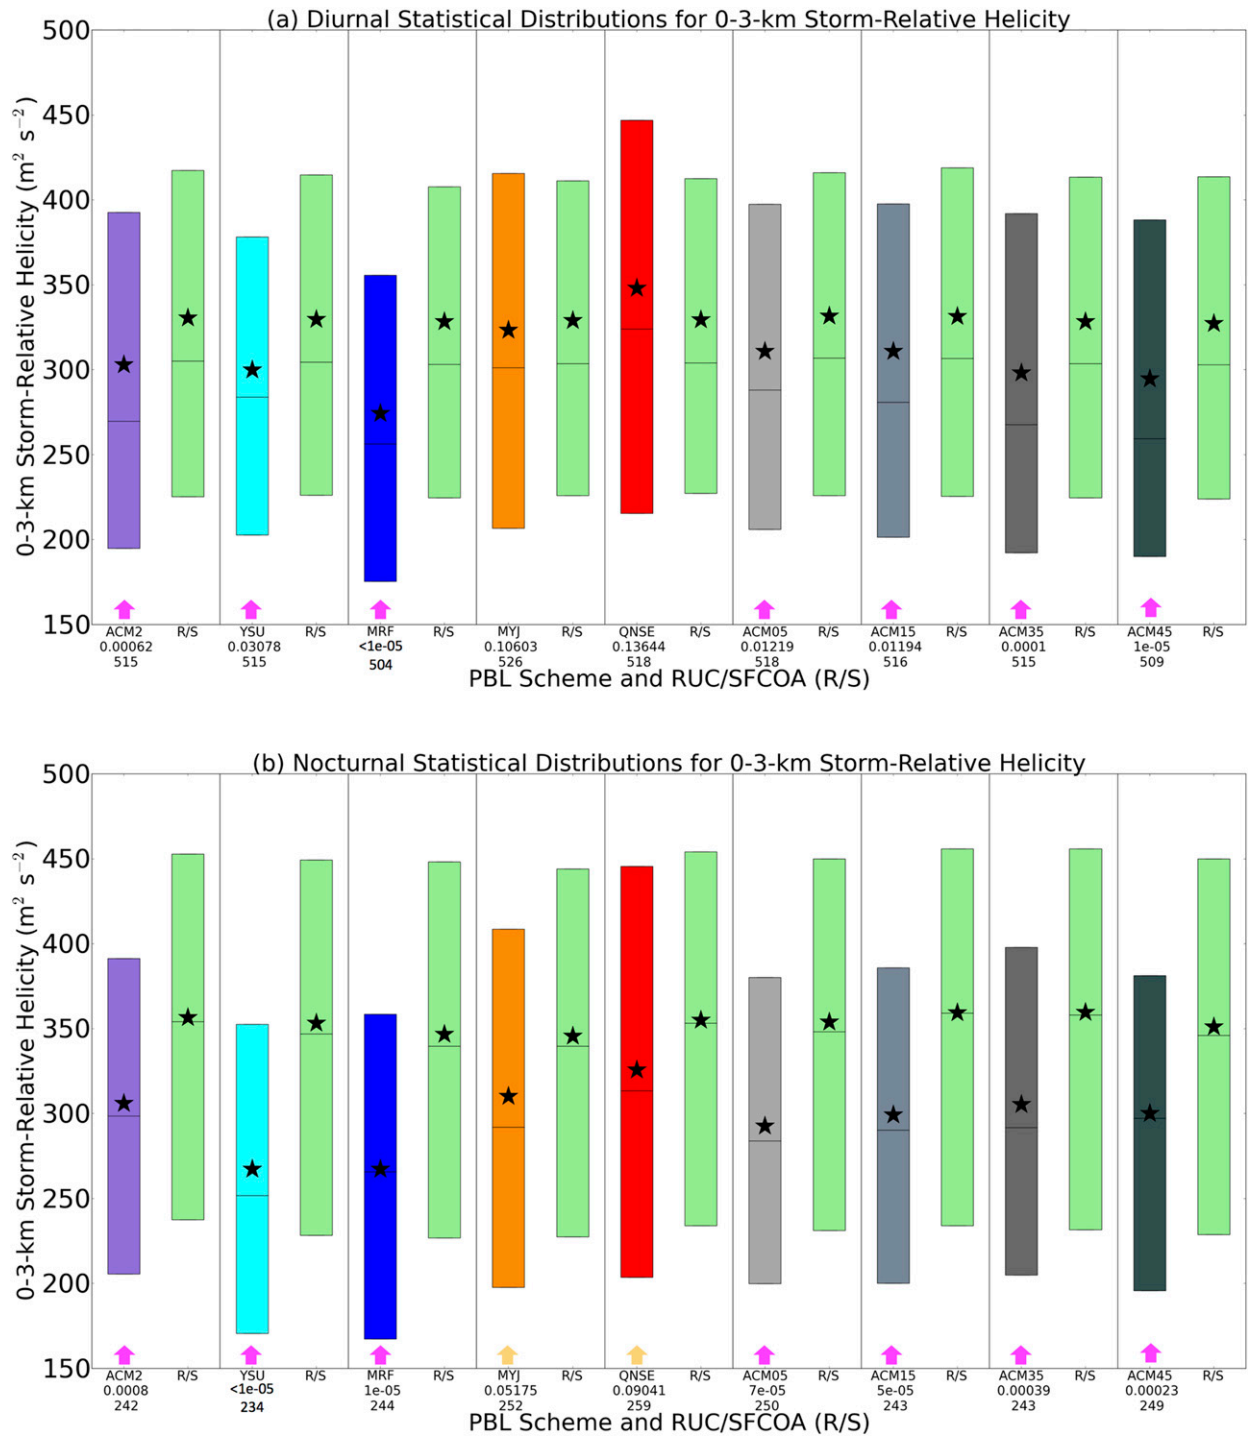 (a) Diurnal Statistical Distributions for 0-3-km Storm-Relative Helicity
0-3-km Storm-Relative Helicity (m² s⁻²)
500
450
400
350
300
250
200
150
ACM2 R/S YSU R/S MRF R/S MYJ R/S QNSE R/S ACM05 R/S ACM15 R/S ACM35 R/S ACM45 R/S
0.00062 0.03078 <1e-05 0.10603 0.13644 0.01219 0.01194 0.0001 1e-05
515 515 504 526 518 518 516 515 509
PBL Scheme and RUC/SFCOA (R/S)
(b) Nocturnal Statistical Distributions for 0-3-km Storm-Relative Helicity
0-3-km Storm-Relative Helicity (m² s⁻²)
500
450
400
350
300
250
200
150
ACM2 R/S YSU R/S MRF R/S MYJ R/S QNSE R/S ACM05 R/S ACM15 R/S ACM35 R/S ACM45 R/S
0.0008 <1e-05 1e-05 0.05175 0.09041 7e-05 5e-05 0.00039 0.00023
242 234 244 252 259 250 243 243 249
PBL Scheme and RUC/SFCOA (R/S)